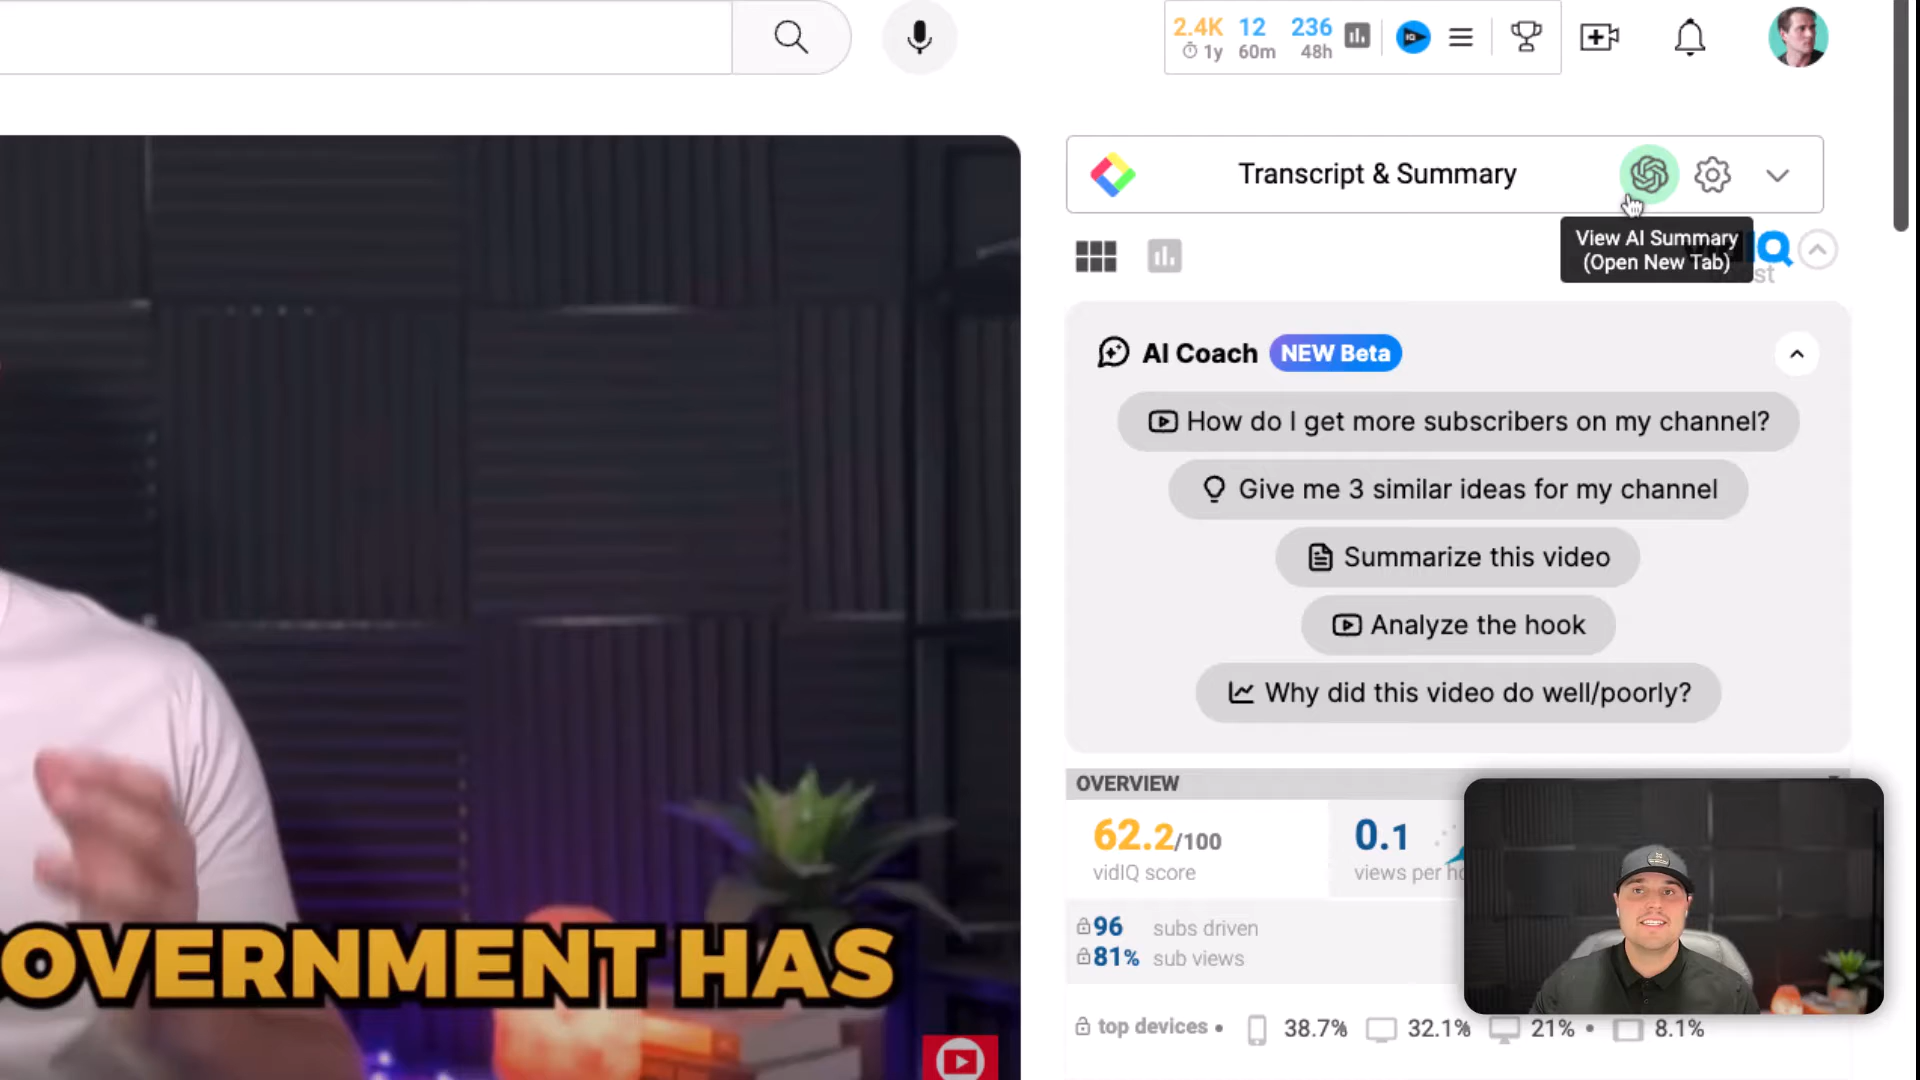 2.4K 12 236
1y 60m 48h
Transcript & Summary
View AI Summary
(Open New Tab)
st
AI Coach NEW Beta
How do I get more subscribers on my channel?
Give me 3 similar ideas for my channel
Summarize this video
Analyze the hook
Why did this video do well/poorly?
OVERVIEW
62.2/100 0.1
vidIQ score views per ho
96 subs driven
81% sub views
OVERNMENT HAS
top devices • 38.7% 32.1% 21% • 8.1%